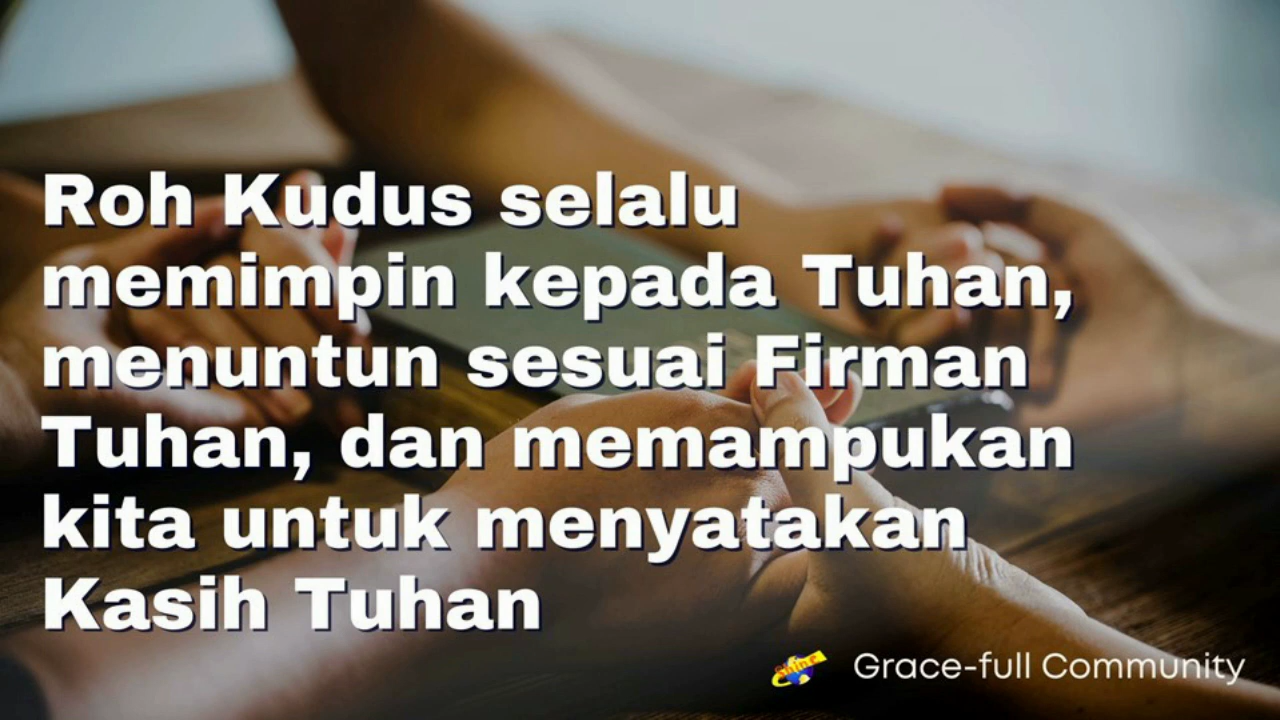 Roh Kudus selalu
memimpin kepada Tuhan,
menuntun sesuai Firman
Tuhan, dan memampukan
kita untuk menyatakan
Kasih Tuhan
Shine
Grace-full Community